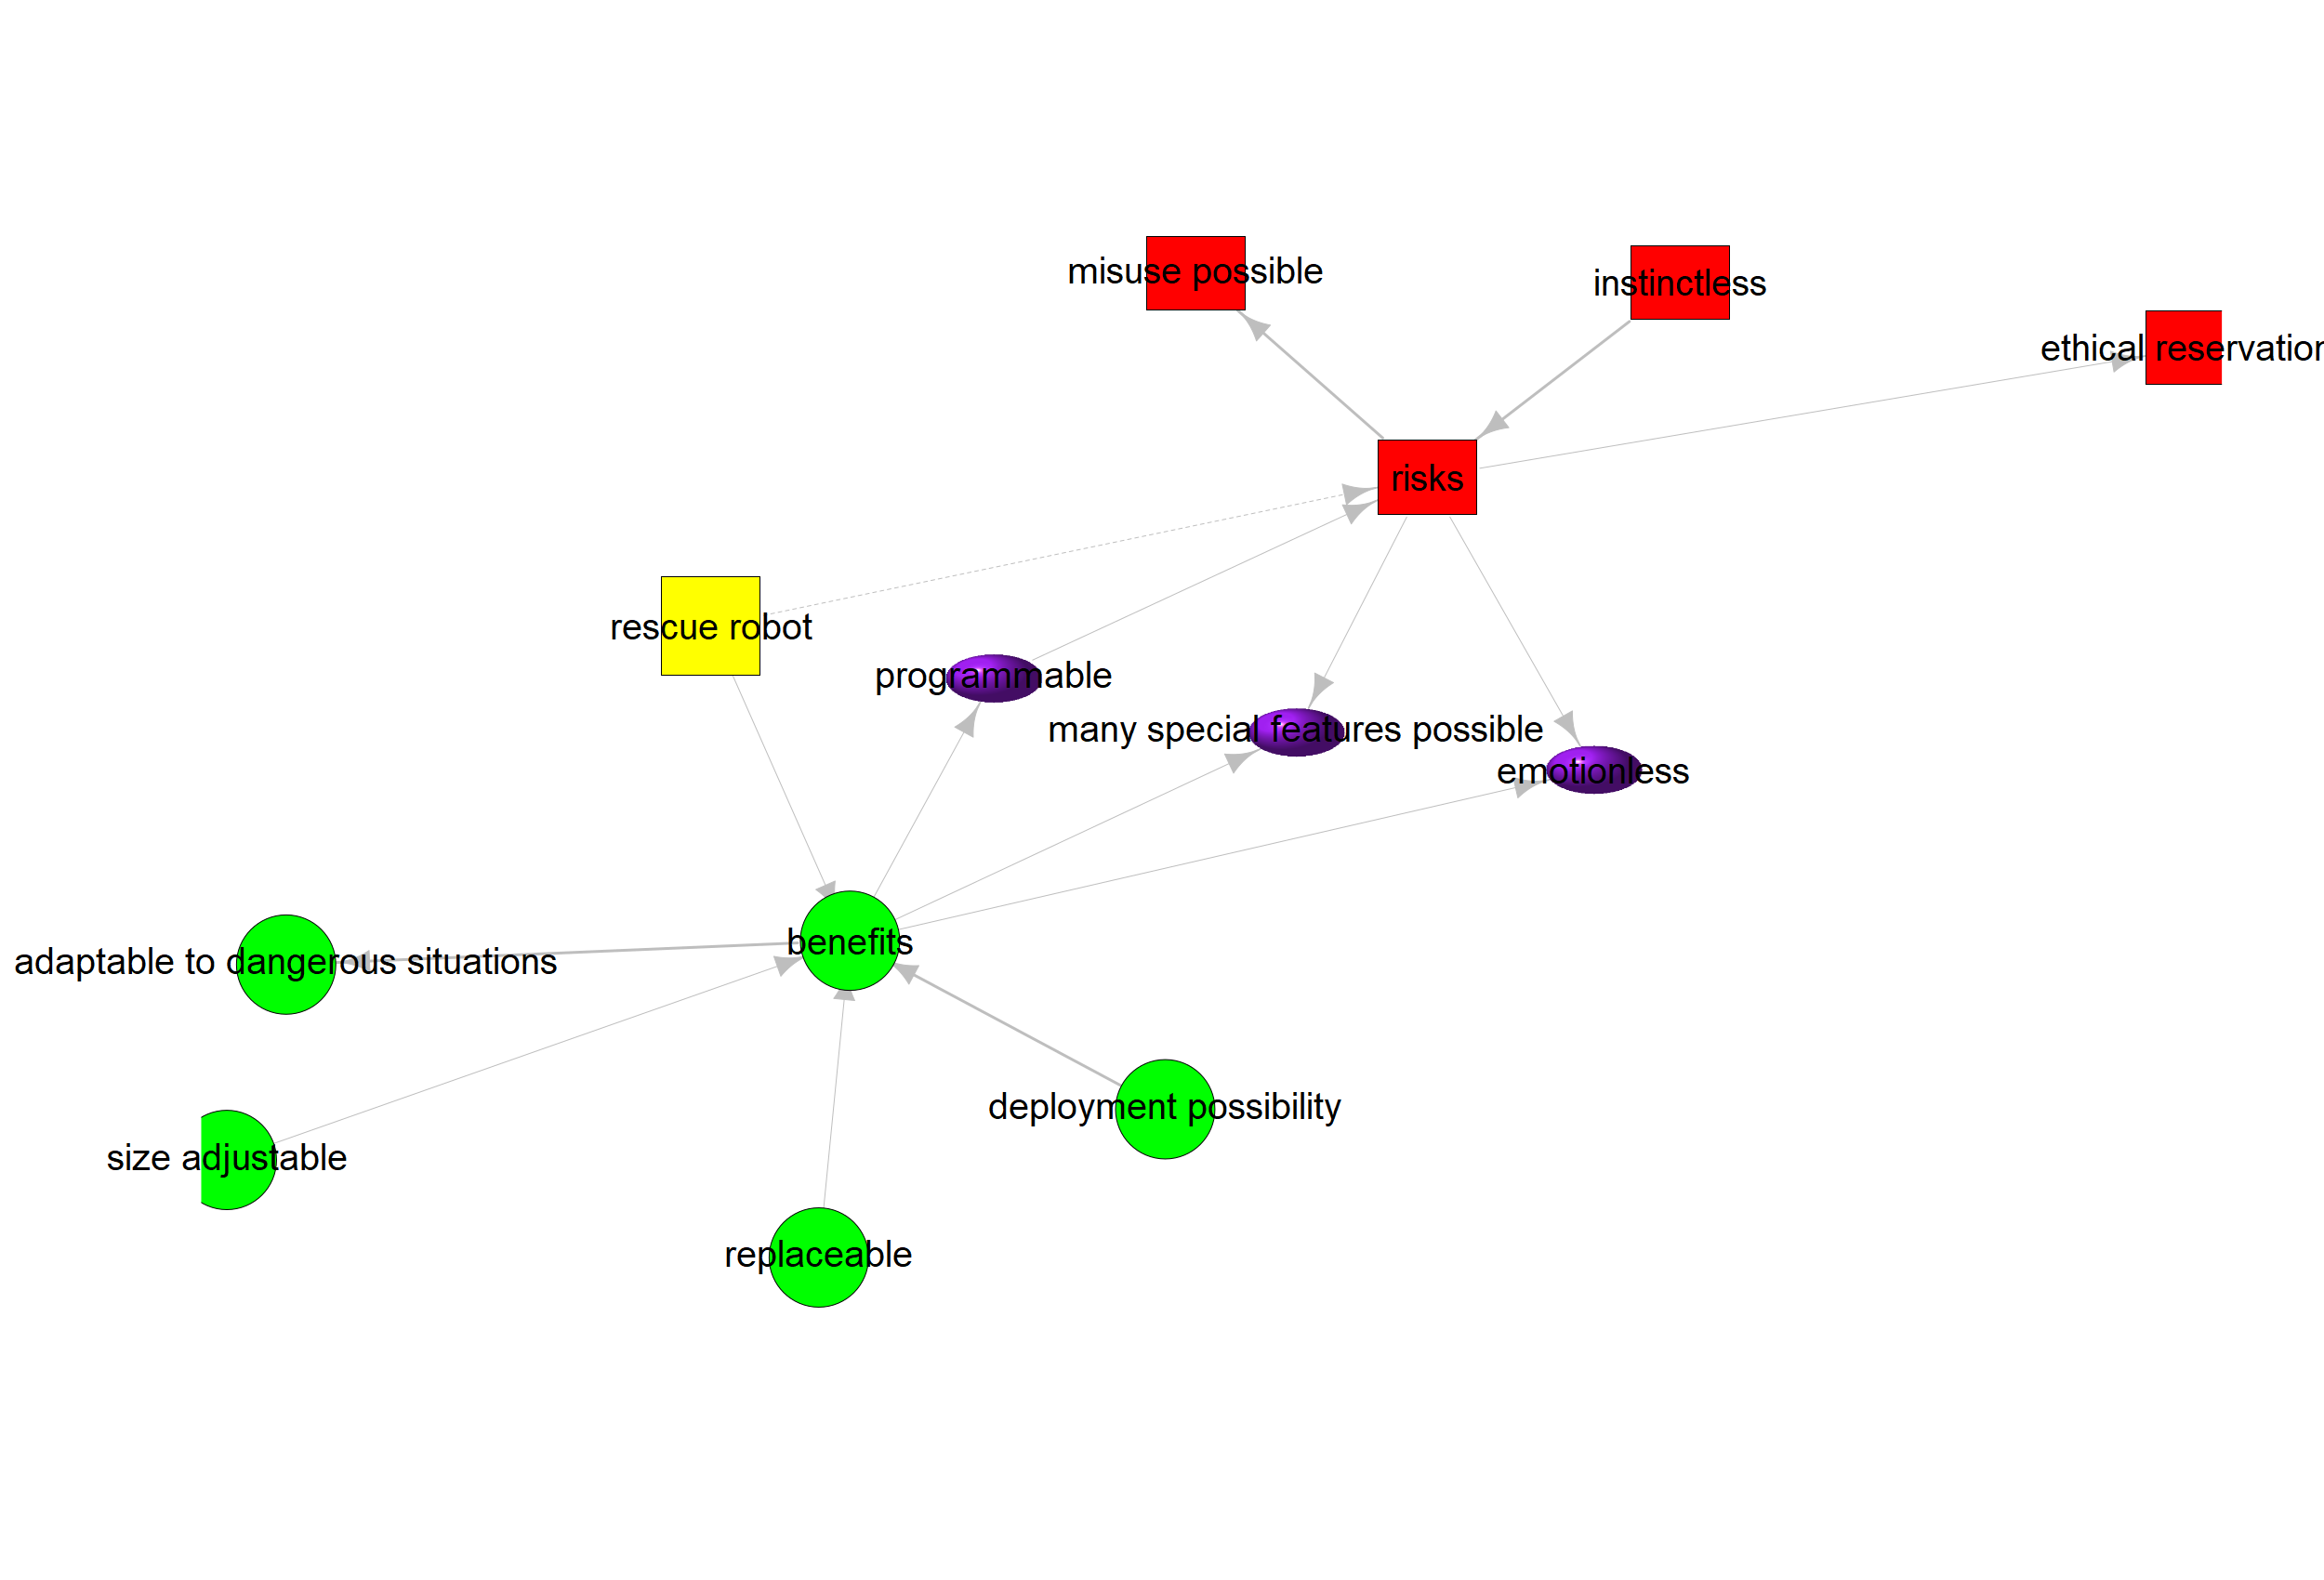 misuse possible
instinctless
ethical reservation
risks
rescue robot
programmable
many special features possible
emotionless
benefits
adaptable to dangerous situations
deployment possibility
size adjustable
replaceable